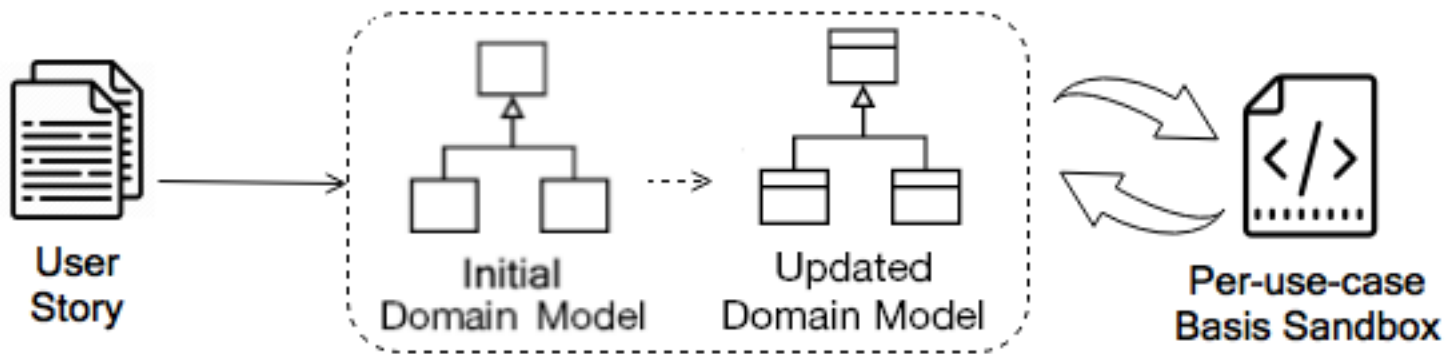 User
Story
Initial
Domain Model
Updated
Domain Model
</>
Per-use-case
Basis Sandbox